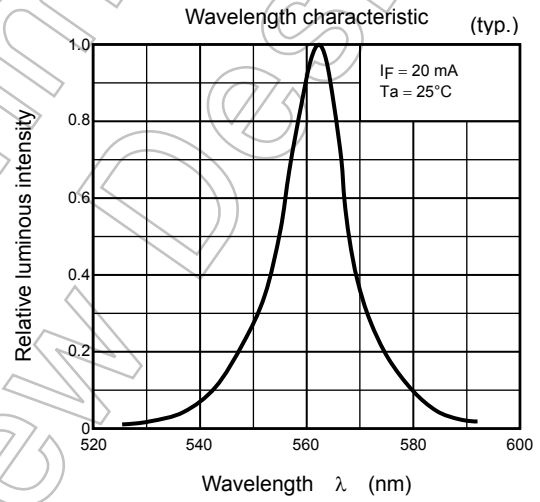 Wavelength characteristic
(typ.)
IF = 20 mA
Ta = 25°C
Relative luminous intensity
1.0
0.8
0.6
0.4
0.2
0
520
540
560
580
600
Wavelength λ (nm)